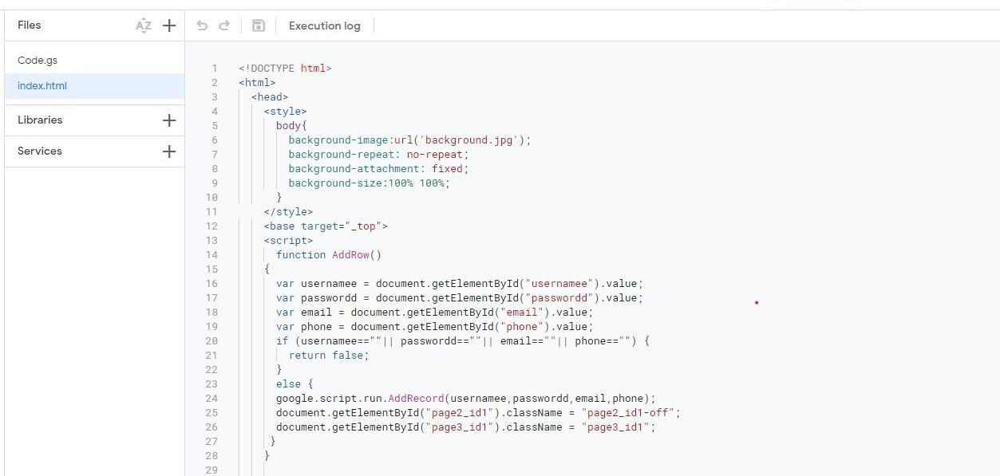 Files
Execution log
Code.gs
index.html
Libraries
Services
1 <!DOCTYPE html>
2 <html>
3 <head>
4 <style>
5 body{
6 background-image:url('background.jpg');
7 background-repeat: no-repeat;
8 background-attachment: fixed;
9 background-size:100% 100%;
10 }
11 </style>
12 <base target="_top">
13 <script>
14 function AddRow()
15 {
16 var usernamee = document.getElementById("usernamee").value;
17 var passwordd = document.getElementById("passwordd").value;
18 var email = document.getElementById("email").value;
19 var phone = document.getElementById("phone").value;
20 if (usernamee==""|| passwordd==""|| email==""|| phone=="") {
21 return false;
22 }
23 else {
24 google.script.run.AddRecord(usernamee,passwordd,email,phone);
25 document.getElementById("page2_id1").className = "page2_id1-off";
26 document.getElementById("page3_id1").className = "page3_id1";
27 }
28 }
29